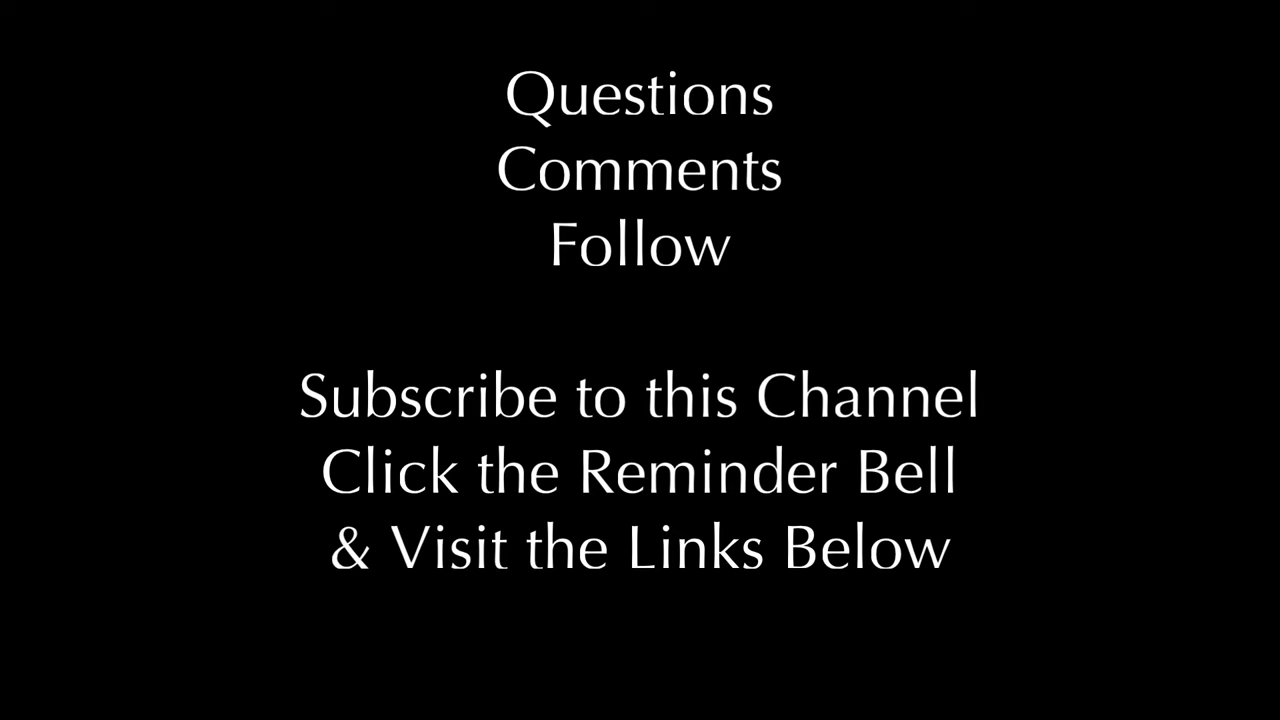 Questions
Comments
Follow
Subscribe to this Channel
Click the Reminder Bell
& Visit the Links Below